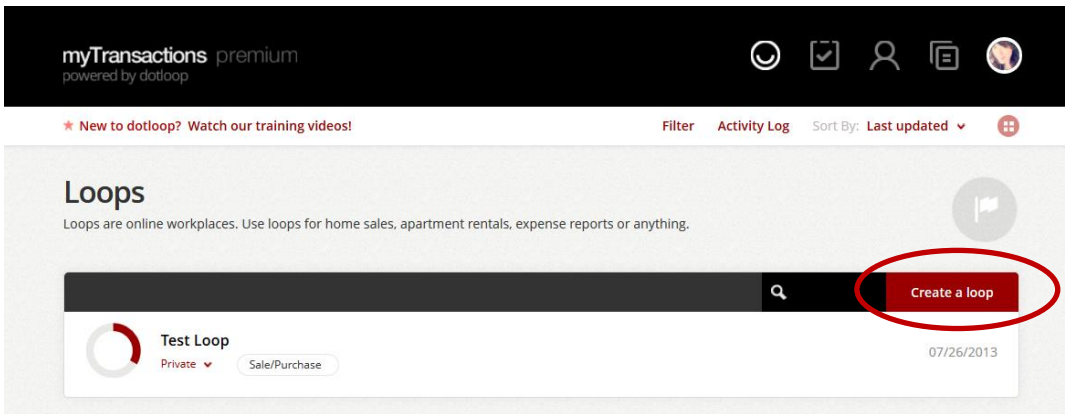 myTransactions premium
powered by dotloop
★ New to dotloop? Watch our training videos!
Filter Activity Log Sort By: Last updated
Loops
Loops are online workplaces. Use loops for home sales, apartment rentals, expense reports or anything.
Create a loop
Test Loop
Private Sale/Purchase
07/26/2013